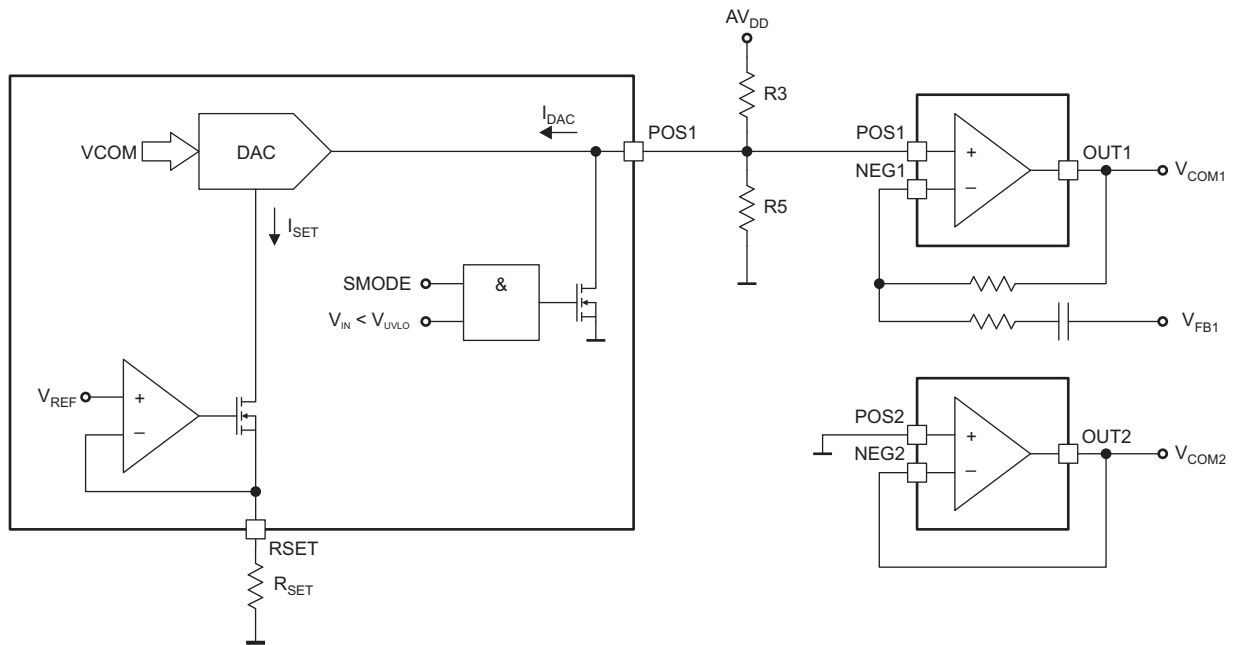 AVDD
R3
IDAC
POS1
POS1
OUT1
VCOM
DAC
+
VCOM1
NEG1
−
ISET
R5
SMODE
&
VIN < VUVLO
VFB1
VREF
+
−
POS2
+
OUT2
NEG2
−
VCOM2
RSET
RSET